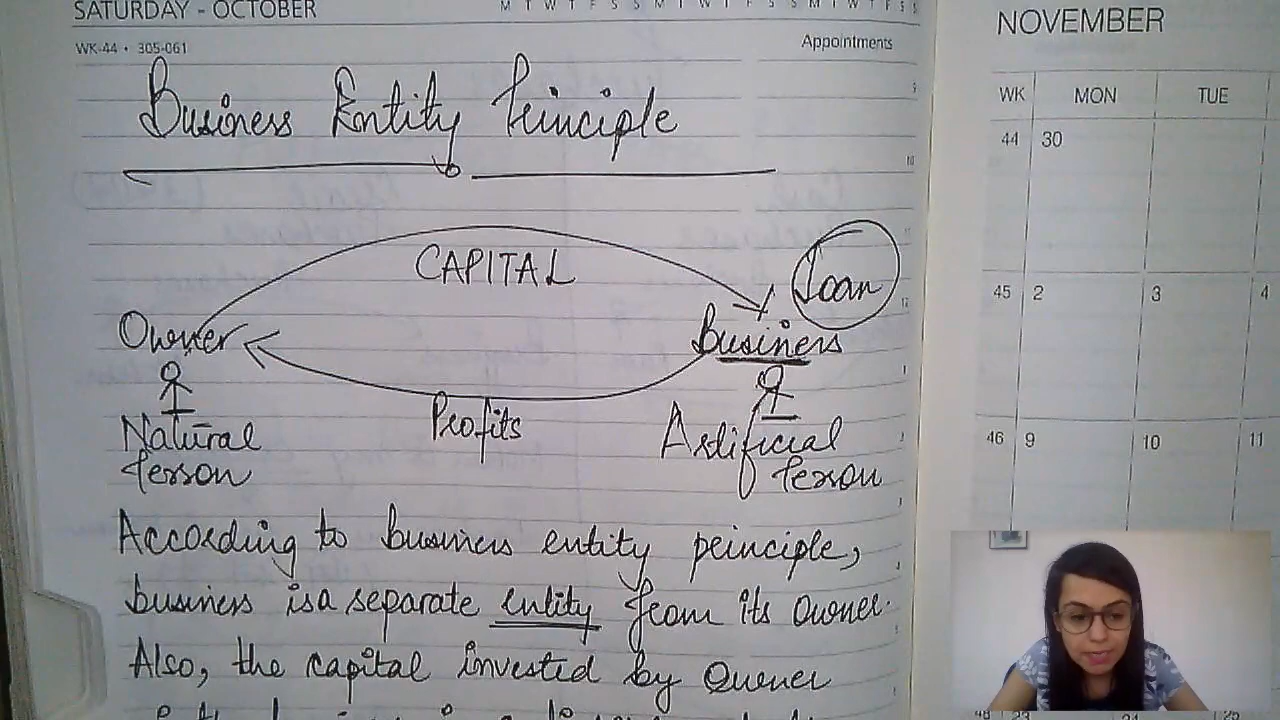 SATURDAY - OCTOBER
M T W T F S S M T W T F S S M T W T F S S
WK-44 • 305-061
Appointments
Business Entity Principle
CAPITAL
Loan
Owner
Business
Profits
Natural
Person
Artificial
Person
According to business entity principle,
business is a separate entity from its owner.
Also, the capital invested by Owner
NOVEMBER
WK MON TUE
44 30
45 2 3 4
46 9 10 11